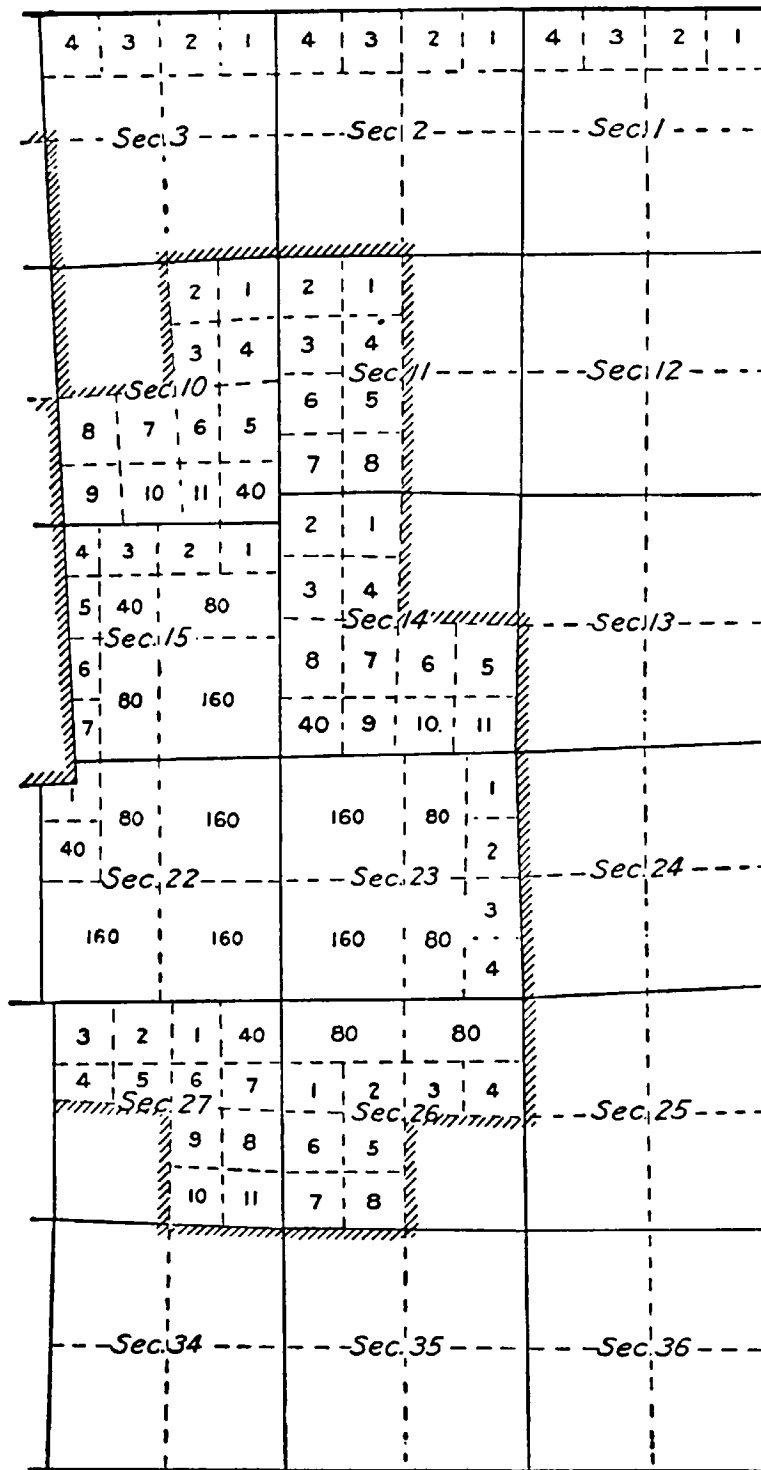 4 3 2 1 4 3 2 1 4 3 2 1
Sec. 3 Sec. 2 Sec. 1
2 1 2 1
3 4 3 4
Sec. 10 Sec. 11 Sec. 12
8 7 6 5 6 5
9 10 11 40 7 8
4 3 2 1 2 1
5 40 80 3 4
Sec. 15 Sec. 14 Sec. 13
6 80 160 8 7 6 5
7 40 9 10. 11
1 80 160 160 80 1
40 2
Sec. 22 Sec. 23 Sec. 24
160 160 160 80 3
4
3 2 1 40 80 80
4 5 6 7 1 2 3 4
Sec. 27 Sec. 26 Sec. 25
9 8 6 5
10 11 7 8
Sec. 34 Sec. 35 Sec. 36